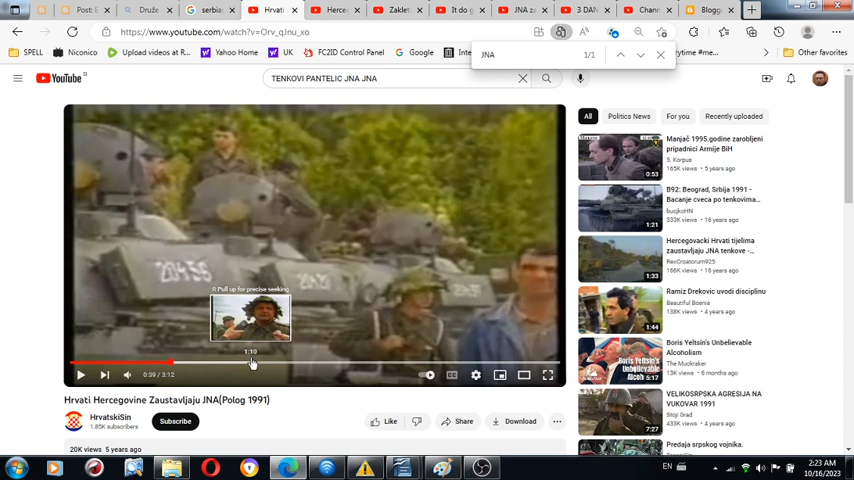 Post: E
Druže
serbia
Hrvati
Herceg
Zaklet
It do g
JNA za
3 DAN
Chann
Blogg
2:23 AM
https://www.youtube.com/watch?v=Orv_qJnu_xo
JNA
1/1
SPELL
Niconico
Upload videos at R...
Yahoo Home
UK
FC2ID Control Panel
Google
Other favorites
YouTube
TENKOVI PANTELIC JNA JNA
All
Politics News
For you
Recently uploaded
Manjač 1995.godine zarobljeni
pripadnici Armije BiH
5. Korpus
165K views • 5 years ago
0:53
B92: Beograd, Srbija 1991 -
Bacanje cveca po tenkovima...
bucjkoHN
333K views • 16 years ago
1:21
Hercegovacki Hrvati tijelima
zaustavljaju JNA tenkove -...
RexCroatorum925
166K views • 16 years ago
1:33
Ramiz Drekovic uvodi disciplinu
Beautiful Bosnia
138K views • 4 years ago
1:44
Boris Yeltsin's Unbelievable
Alcoholism
The Muckraker
13K views • 6 months ago
5:17
VELIKOSRPSKA AGRESIJA NA
VUKOVAR 1991
Stoji Grad
433K views • 4 years ago
7:27
Predaja srpskog vojnika.
Pull up for precise seeking
1:10
0:39 / 3:12
Hrvati Hercegovine Zaustavljaju JNA(Polog 1991)
HrvatskiSin
1.85K subscribers
Subscribe
Like
Share
Download
20K views 5 years ago
EN
2:23 AM
10/16/2023